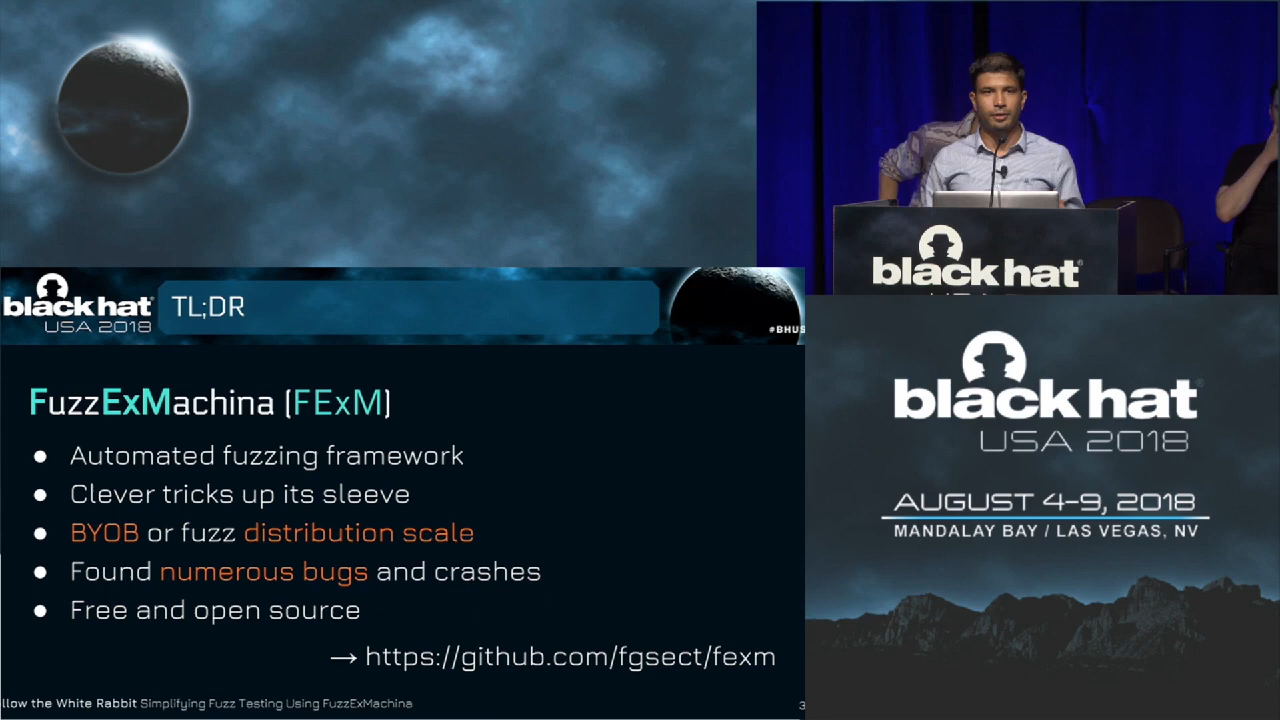 black hat
black hat
USA 2018
TL;DR
#BHUS
FuzzExMachina (FExM)
● Automated fuzzing framework
● Clever tricks up its sleeve
● BYOB or fuzz distribution scale
● Found numerous bugs and crashes
● Free and open source
→ https://github.com/fgsect/fexm
llow the White Rabbit Simplifying Fuzz Testing Using FuzzExMachina
3
black hat
USA 2018
AUGUST 4-9, 2018
MANDALAY BAY / LAS VEGAS, NV